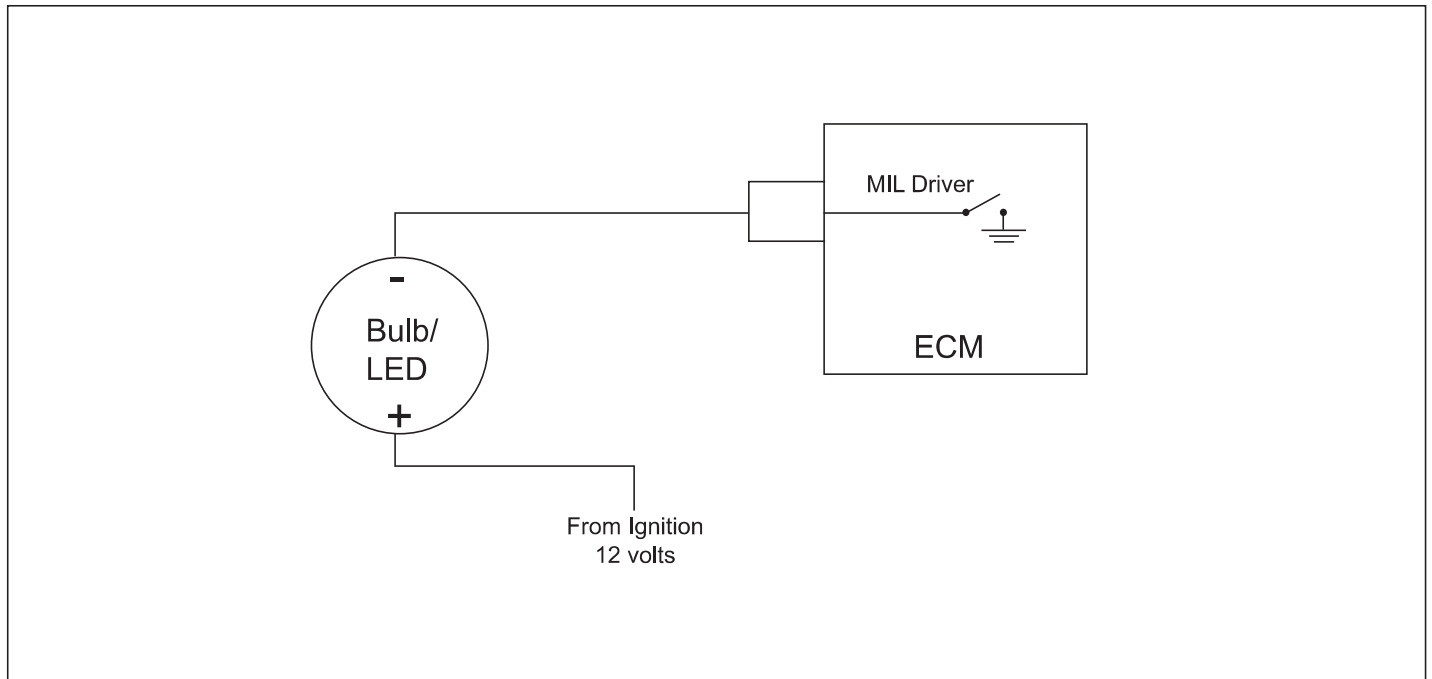 MIL Driver
-
Bulb/
LED
+
ECM
From Ignition
12 volts